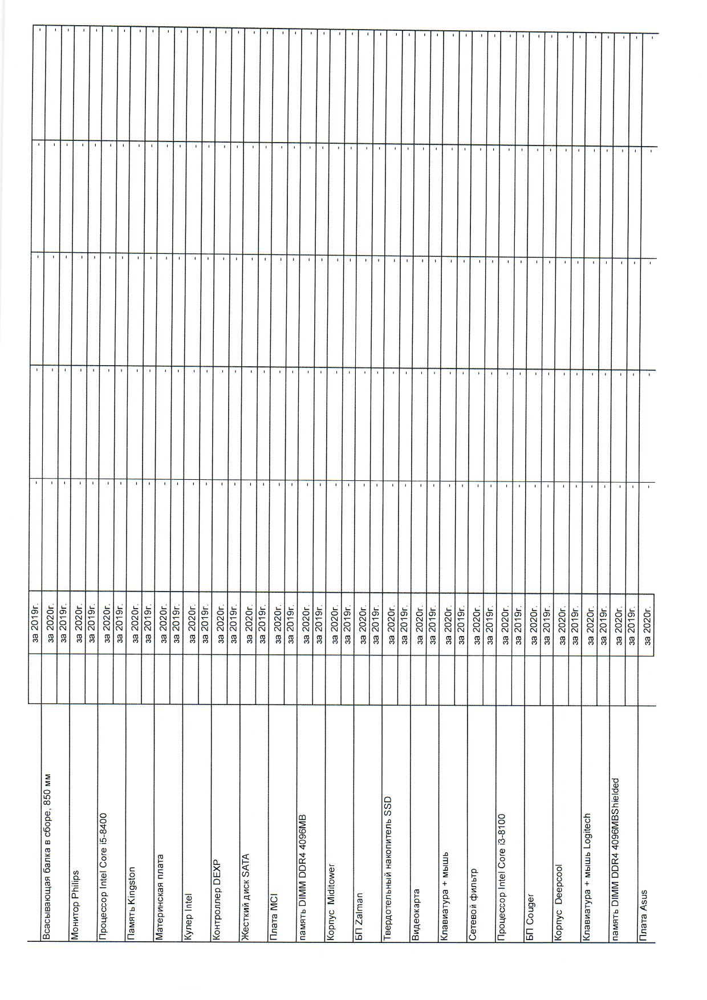 за 2019г. - - - - -
Всасывающая балка в сборе, 850 мм за 2020г. - - - - -
за 2019г. - - - - -
Монитор Philips за 2020г. - - - - -
за 2019г. - - - - -
Процессор Intel Core i5-8400 за 2020г. - - - - -
за 2019г. - - - - -
Память Kingston за 2020г. - - - - -
за 2019г. - - - - -
Материнская плата за 2020г. - - - - -
за 2019г. - - - - -
Кулер Intel за 2020г. - - - - -
за 2019г. - - - - -
Контроллер DEXP за 2020г. - - - - -
за 2019г. - - - - -
Жесткий диск SATA за 2020г. - - - - -
за 2019г. - - - - -
Плата MCI за 2020г. - - - - -
за 2019г. - - - - -
память DIMM DDR4 4096MB за 2020г. - - - - -
за 2019г. - - - - -
Корпус Miditower за 2020г. - - - - -
за 2019г. - - - - -
БП Zalman за 2020г. - - - - -
за 2019г. - - - - -
Твердотельный накопитель SSD за 2020г. - - - - -
за 2019г. - - - - -
Видеокарта за 2020г. - - - - -
за 2019г. - - - - -
Клавиатура + мышь за 2020г. - - - - -
за 2019г. - - - - -
Сетевой фильтр за 2020г. - - - - -
за 2019г. - - - - -
Процессор Intel Core i3-8100 за 2020г. - - - - -
за 2019г. - - - - -
БП Couger за 2020г. - - - - -
за 2019г. - - - - -
Корпус Deepcool за 2020г. - - - - -
за 2019г. - - - - -
Клавиатура + мышь Logitech за 2020г. - - - - -
за 2019г. - - - - -
память DIMM DDR4 4096MBShielded за 2020г. - - - - -
за 2019г. - - - - -
Плата Asus за 2020г. - - - - -